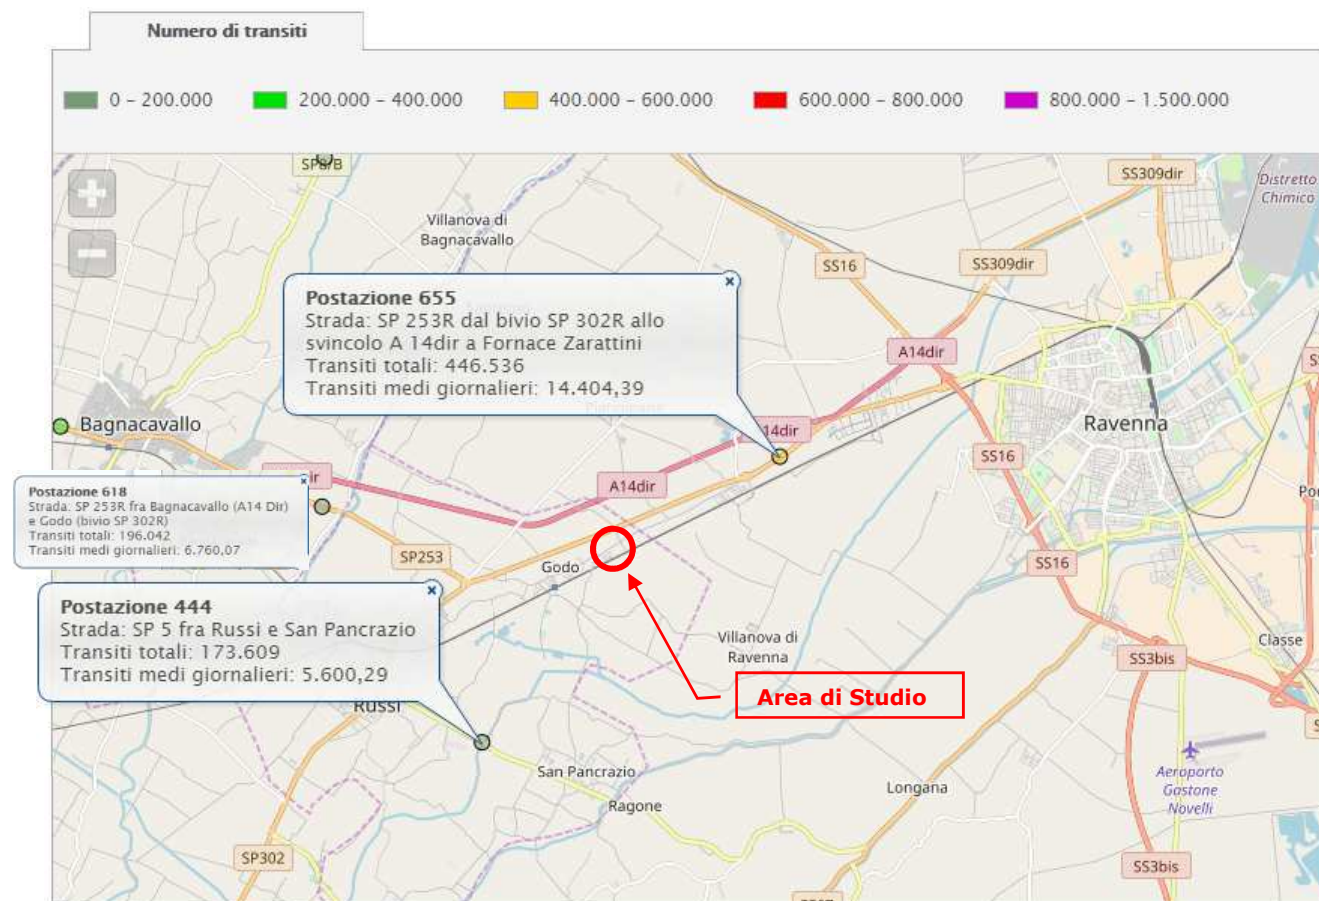 Numero di transiti
0 – 200.000
200.000 – 400.000
400.000 – 600.000
600.000 – 800.000
800.000 – 1.500.000
SP8/B
SS309dir
Distretto
Chimico
Villanova di
Bagnacavallo
SS16
SS309dir
Postazione 655
Strada: SP 253R dal bivio SP 302R allo
svincolo A 14dir a Fornace Zarattini
Transiti totali: 446.536
Transiti medi giornalieri: 14.404,39
A14dir
Bagnacavallo
14dir
Ravenna
SS16
ir
A14dir
Postazione 618
Strada: SP 253R fra Bagnacavallo (A14 Dir)
e Godo (bivio SP 302R)
Transiti totali: 196.042
Transiti medi giornalieri: 6.760,07
SP253
Godo
SS16
Postazione 444
Strada: SP 5 fra Russi e San Pancrazio
Transiti totali: 173.609
Transiti medi giornalieri: 5.600,29
Villanova di
Ravenna
Classe
SS3bis
Area di Studio
Russi
San Pancrazio
Ragone
Longana
Aeroporto
Gastone
Novelli
SP302
SS3bis